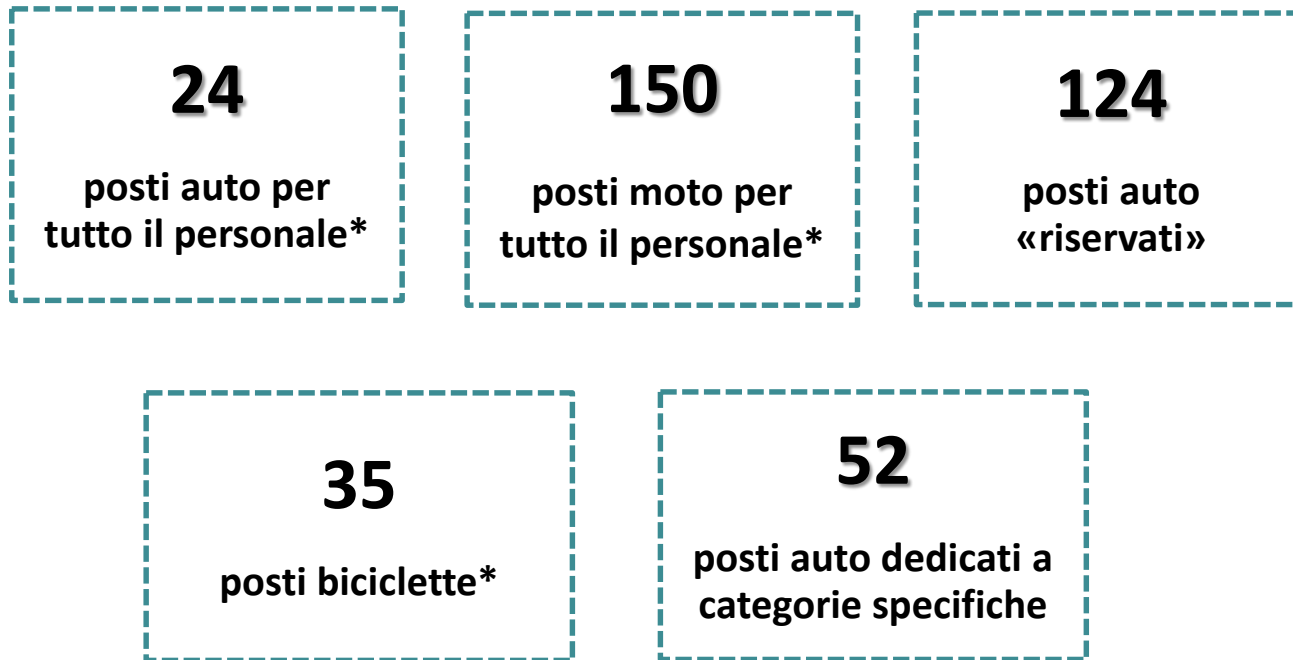 24
posti auto per
tutto il personale*
150
posti moto per
tutto il personale*
124
posti auto
«riservati»
35
posti biciclette*
52
posti auto dedicati a
categorie specifiche